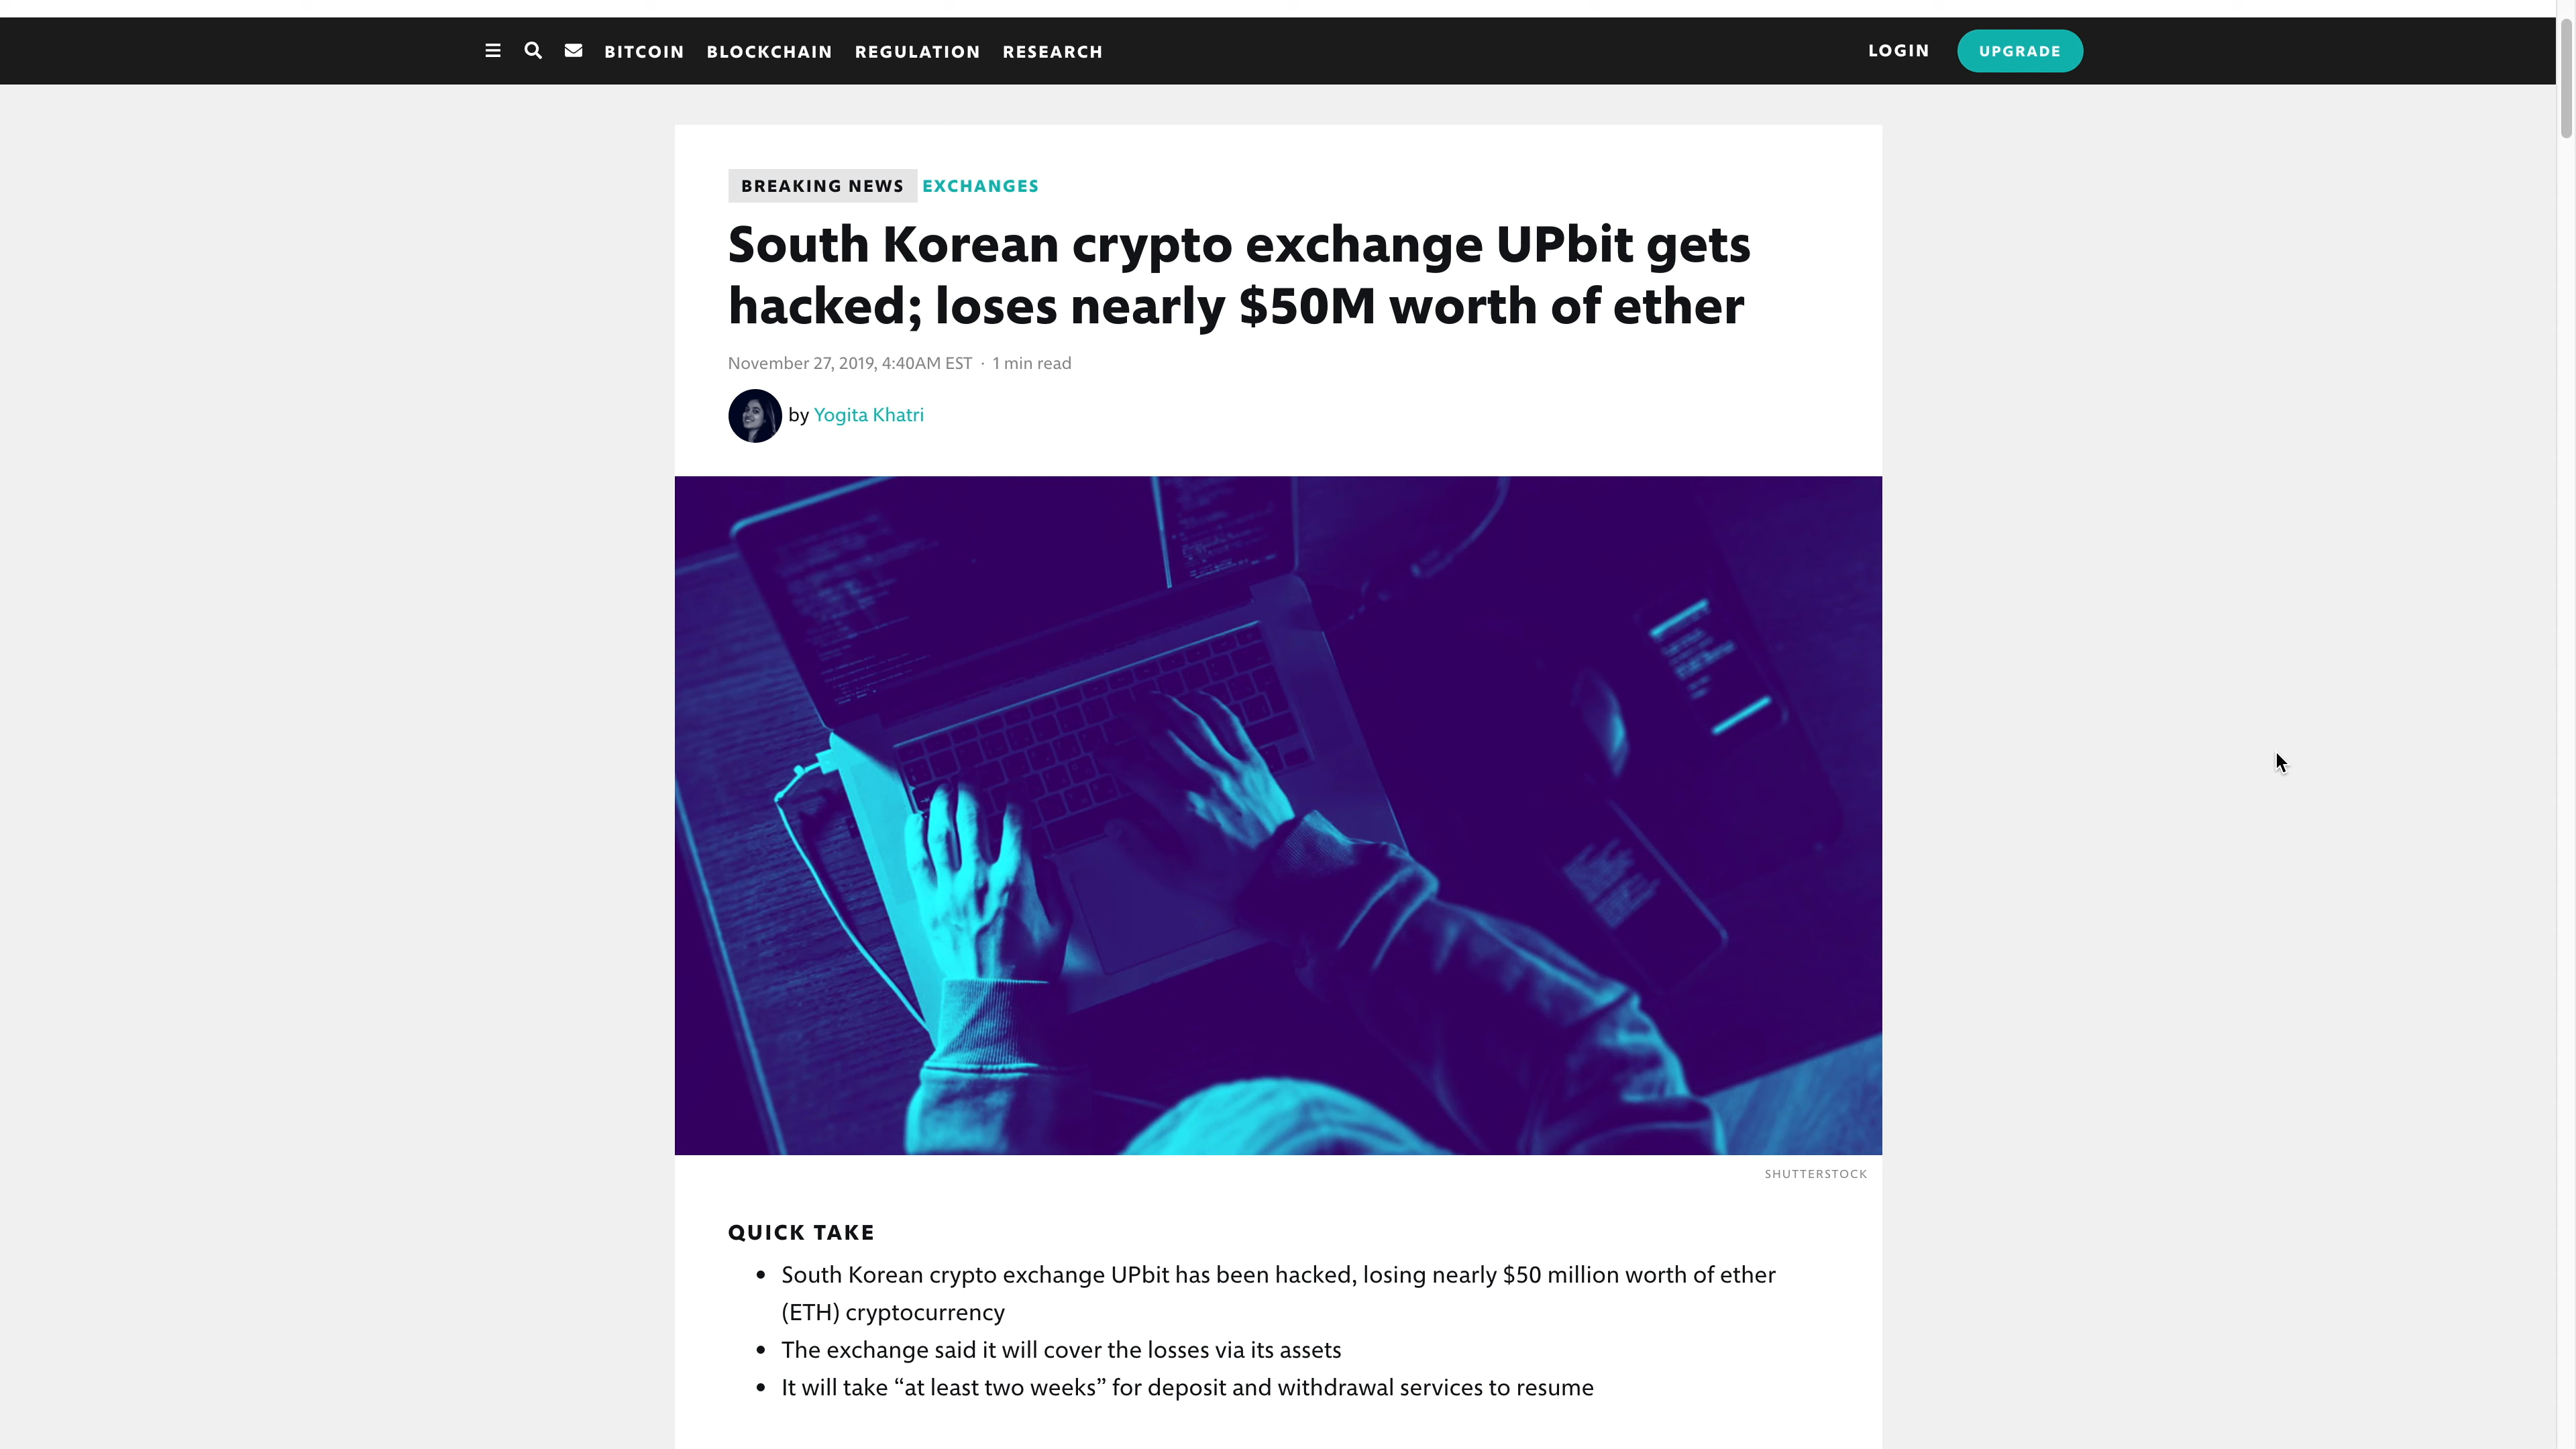 BITCOIN BLOCKCHAIN REGULATION RESEARCH LOGIN UPGRADE
BREAKING NEWS EXCHANGES
South Korean crypto exchange UPbit gets
hacked; loses nearly $50M worth of ether
November 27, 2019, 4:40AM EST · 1 min read
by Yogita Khatri
SHUTTERSTOCK
QUICK TAKE
• South Korean crypto exchange UPbit has been hacked, losing nearly $50 million worth of ether
(ETH) cryptocurrency
• The exchange said it will cover the losses via its assets
• It will take “at least two weeks” for deposit and withdrawal services to resume